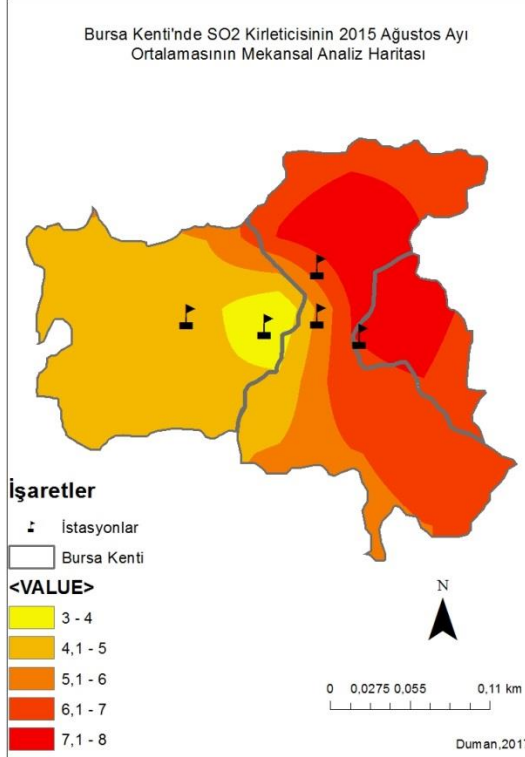 Bursa Kenti'nde SO2 Kirleticisinin 2015 Ağustos Ayı
Ortalamasının Mekansal Analiz Haritası
İşaretler
İstasyonlar
Bursa Kenti
<VALUE>
3 - 4
4,1 - 5
5,1 - 6
6,1 - 7
7,1 - 8
N
0 0,0275 0,055 0,11 km
Duman,2017